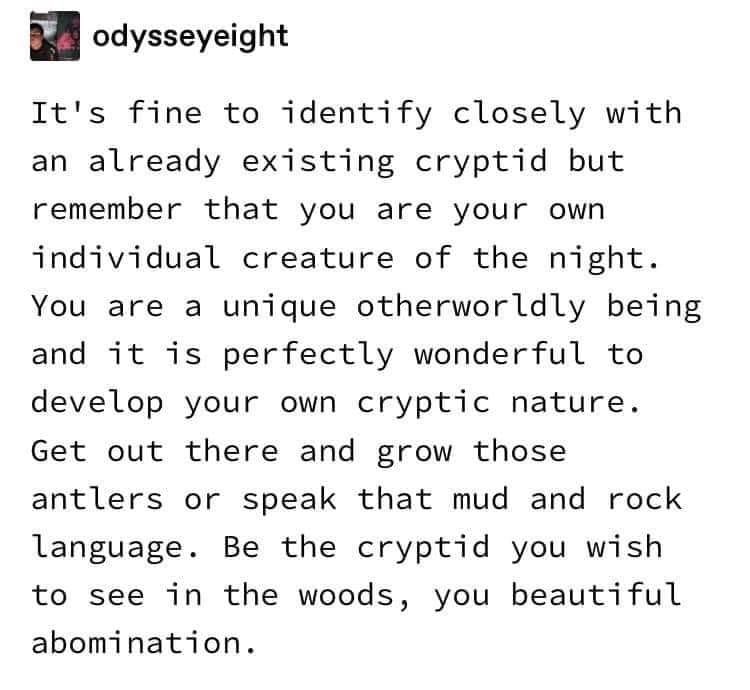 odysseyeight
It's fine to identify closely with
an already existing cryptid but
remember that you are your own
individual creature of the night.
You are a unique otherworldly being
and it is perfectly wonderful to
develop your own cryptic nature.
Get out there and grow those
antlers or speak that mud and rock
language. Be the cryptid you wish
to see in the woods, you beautiful
abomination.